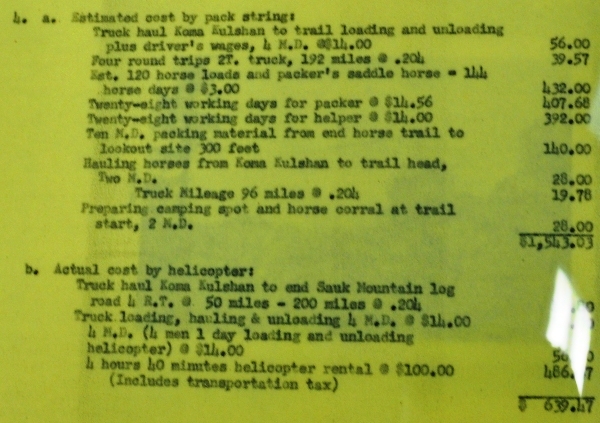 4. a. Estimated cost by pack string:
Truck haul Koma Kulshan to trail loading and unloading
plus driver's wages, 4 M.D. @$14.00 56.00
Four round trips 2T. truck, 192 miles @ .204 39.57
Est. 120 horse loads and packer's saddle horse - 144
horse days @ $3.00 432.00
Twenty-eight working days for packer @ $14.56 407.68
Twenty-eight working days for helper @ $14.00 392.00
Ten M.D. packing material from end horse trail to
lookout site 300 feet 140.00
Hauling horses from Koma Kulshan to trail head,
Two M.D. 28.00
Truck Mileage 96 miles @ .204 19.78
Preparing camping spot and horse corral at trail
start, 2 M.D. 28.00
$1,543.03
b. Actual cost by helicopter:
Truck haul Koma Kulshan to end Sauk Mountain log
road 4 R.T. @ 50 miles - 200 miles @ .204
Truck loading, hauling & unloading 4 M.D. @ $14.00
4 M.D. (4 men 1 day loading and unloading
helicopter) @ $14.00
4 hours 40 minutes helicopter rental @ $100.00
(Includes transportation tax)
$ 639.47